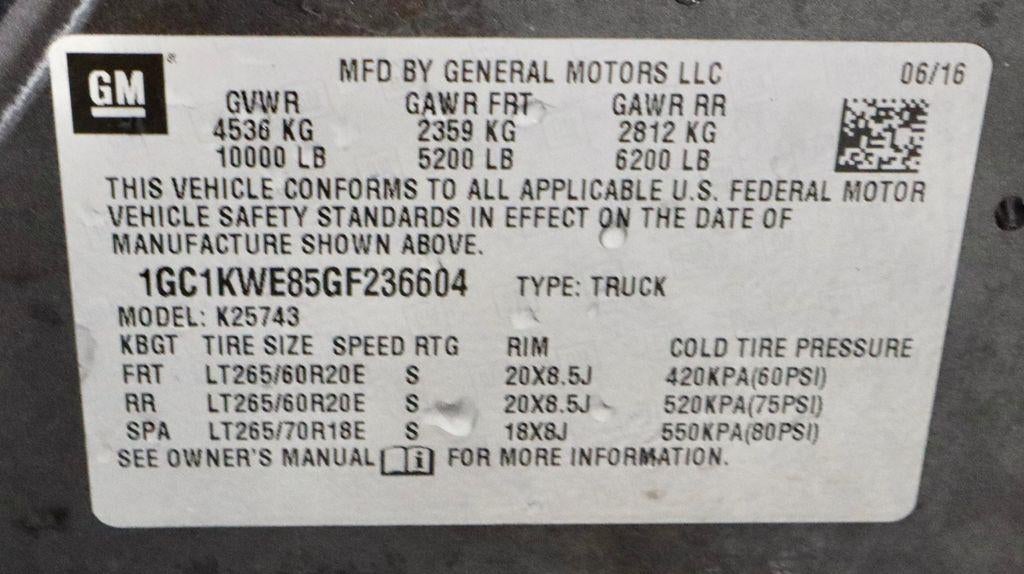 GM
MFD BY GENERAL MOTORS LLC 06/16
GVWR GAWR FRT GAWR RR
4536 KG 2359 KG 2812 KG
10000 LB 5200 LB 6200 LB
THIS VEHICLE CONFORMS TO ALL APPLICABLE U.S. FEDERAL MOTOR
VEHICLE SAFETY STANDARDS IN EFFECT ON THE DATE OF
MANUFACTURE SHOWN ABOVE.
1GC1KWE85GF236604 TYPE: TRUCK
MODEL: K25743
KBGT TIRE SIZE SPEED RTG RIM COLD TIRE PRESSURE
FRT LT265/60R20E S 20X8.5J 420KPA(60PSI)
RR LT265/60R20E S 20X8.5J 520KPA(75PSI)
SPA LT265/70R18E S 18X8J 550KPA(80PSI)
SEE OWNER'S MANUAL i FOR MORE INFORMATION.